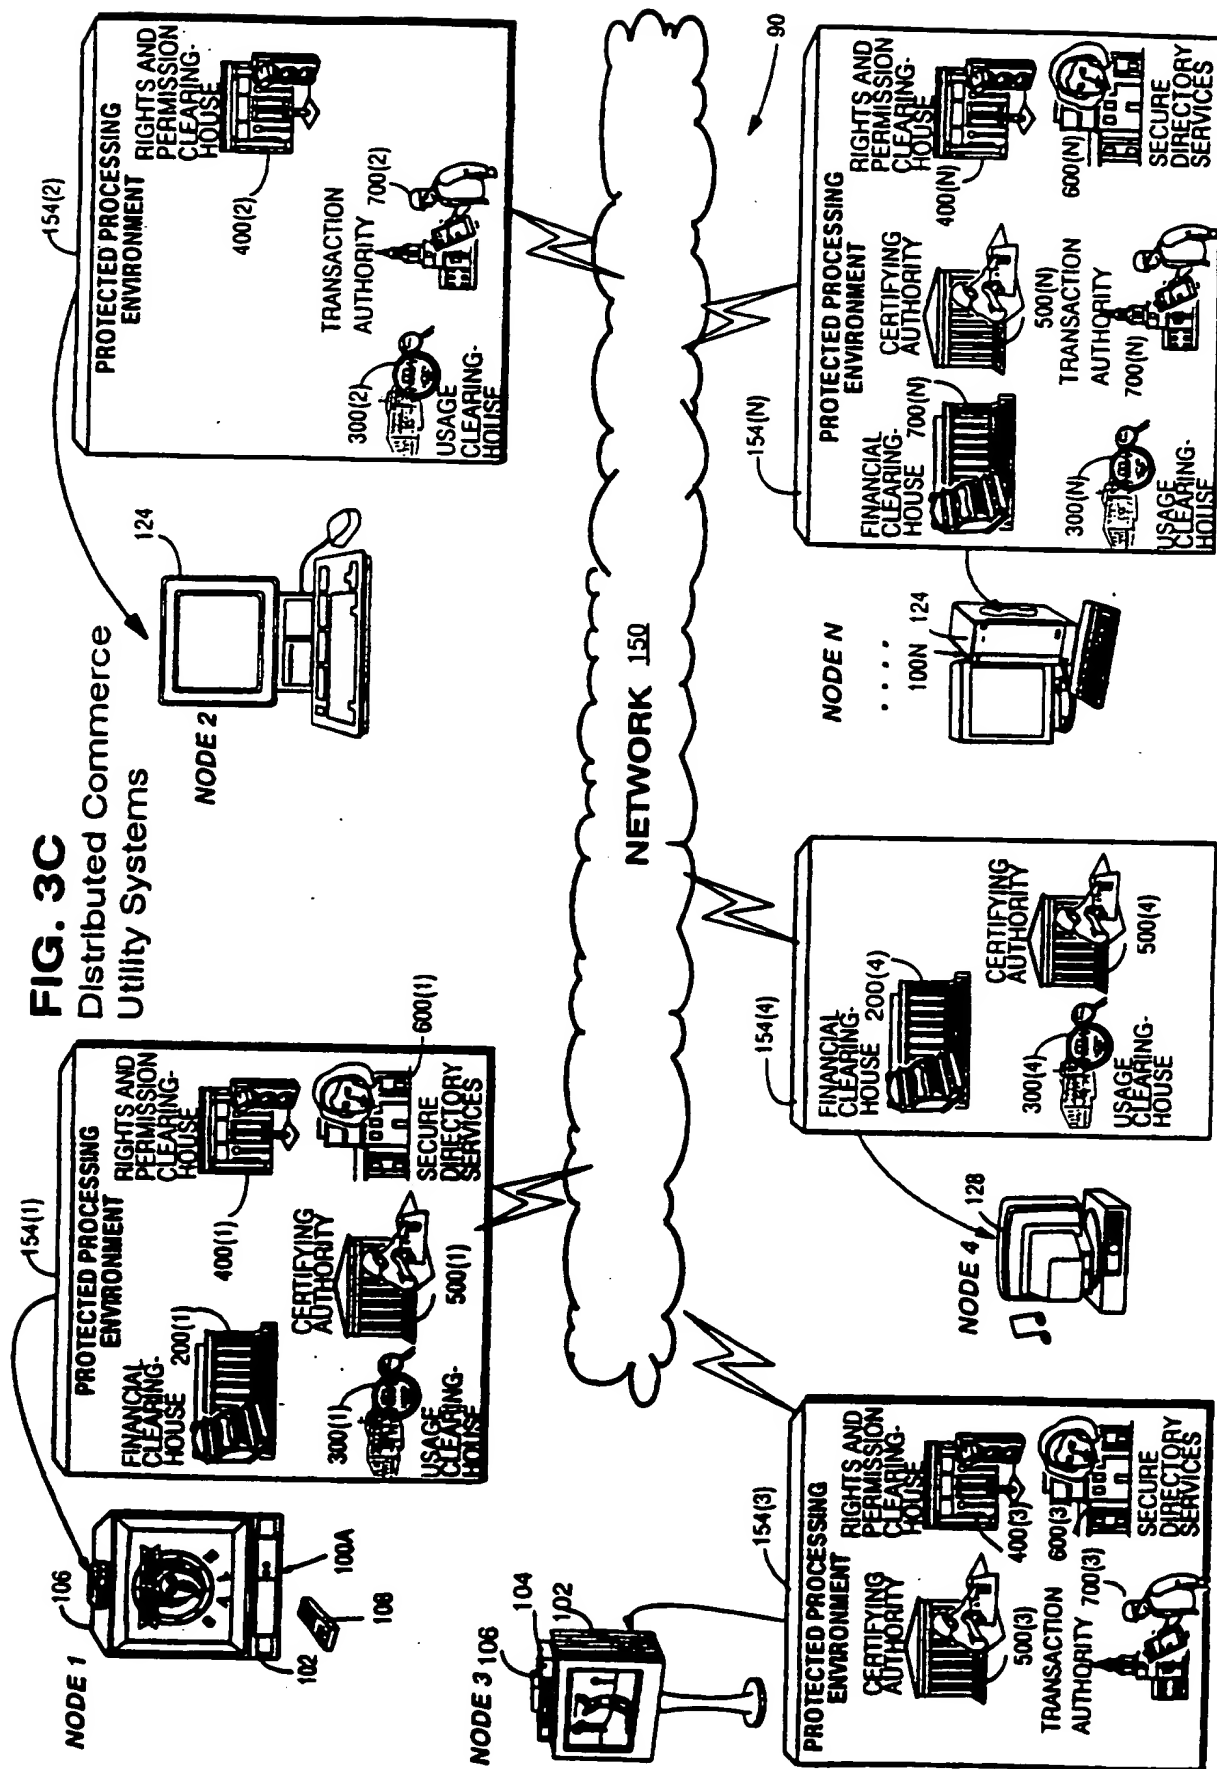 FIG. 3C
Distributed Commerce
Utility Systems
NODE 1
106
102
100A
108
154(1)
PROTECTED PROCESSING
ENVIRONMENT
FINANCIAL
CLEARING-
HOUSE
200(1)
RIGHTS AND
PERMISSION
CLEARING-
HOUSE
400(1)
300(1)
USAGE
CLEARING-
HOUSE
CERTIFYING
AUTHORITY
500(1)
SECURE
DIRECTORY
SERVICES
600(1)
NODE 2
124
154(2)
PROTECTED PROCESSING
ENVIRONMENT
RIGHTS AND
PERMISSION
CLEARING-
HOUSE
400(2)
300(2)
USAGE
CLEARING-
HOUSE
TRANSACTION
AUTHORITY
700(2)
NETWORK 150
90
NODE 3
104
106
102
154(3)
PROTECTED PROCESSING
ENVIRONMENT
CERTIFYING
AUTHORITY
500(3)
RIGHTS AND
PERMISSION
CLEARING-
HOUSE
400(3)
TRANSACTION
AUTHORITY
700(3)
600(3)
SECURE
DIRECTORY
SERVICES
NODE 4
128
154(4)
FINANCIAL
CLEARING-
HOUSE
200(4)
300(4)
USAGE
CLEARING-
HOUSE
CERTIFYING
AUTHORITY
500(4)
NODE N
. . . .
100N
124
154(N)
PROTECTED PROCESSING
ENVIRONMENT
FINANCIAL
CLEARING-
HOUSE
700(N)
CERTIFYING
AUTHORITY
500(N)
RIGHTS AND
PERMISSION
CLEARING-
HOUSE
400(N)
300(N)
USAGE
CLEARING-
HOUSE
TRANSACTION
AUTHORITY
700(N)
600(N)
SECURE
DIRECTORY
SERVICES